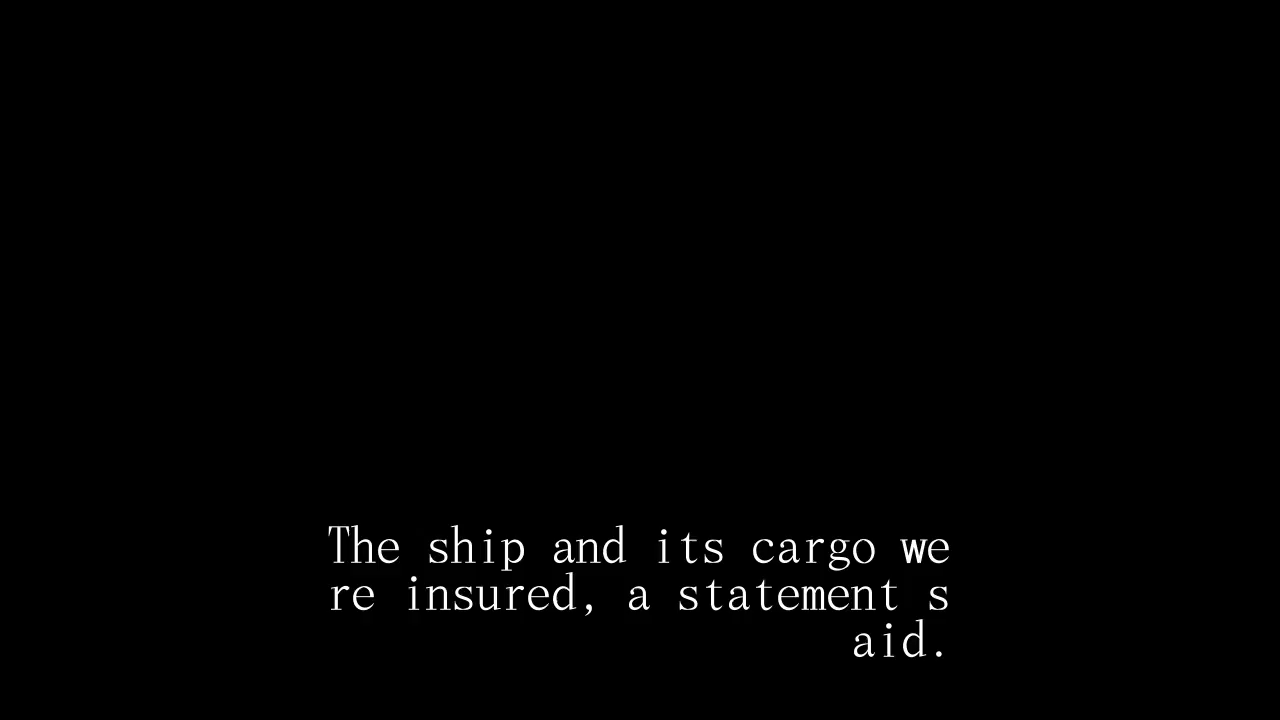 The ship and its cargo we
re insured, a statement s
aid.